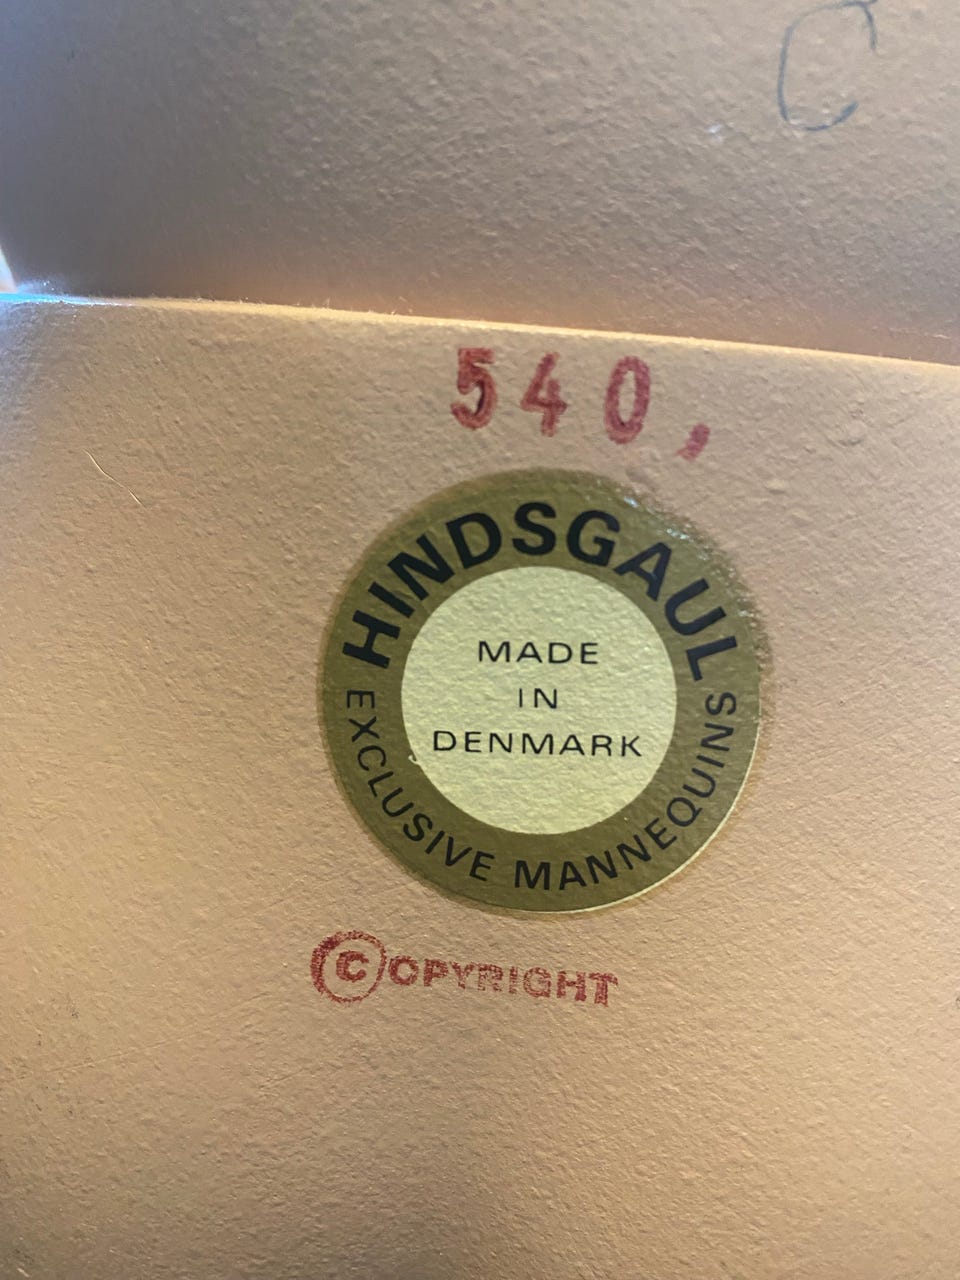 C
540,
HINDSGAUL
MADE
IN
DENMARK
EXCLUSIVE MANNEQUINS
©OPYRIGHT